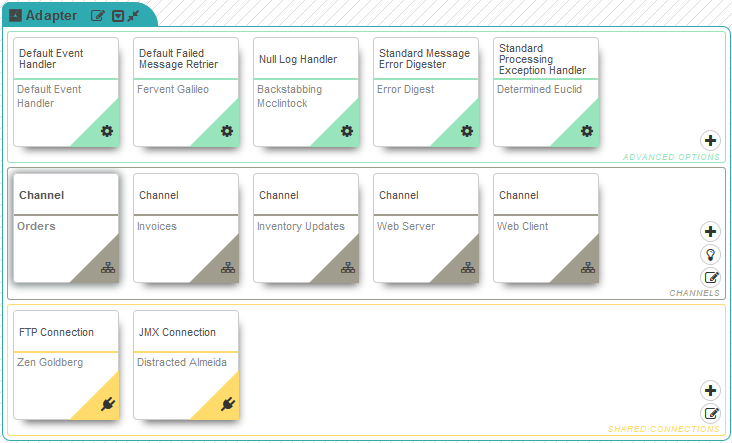 Adapter
Default Event
Handler
Default Event
Handler
Default Failed
Message Retrier
Fervent Galileo
Null Log Handler
Backstabbing
Mcclintock
Standard Message
Error Digester
Error Digest
Standard
Processing
Exception Handler
Determined Euclid
ADVANCED OPTIONS
Channel
Orders
Channel
Invoices
Channel
Inventory Updates
Channel
Web Server
Channel
Web Client
CHANNELS
FTP Connection
Zen Goldberg
JMX Connection
Distracted Almeida
SHARED CONNECTIONS